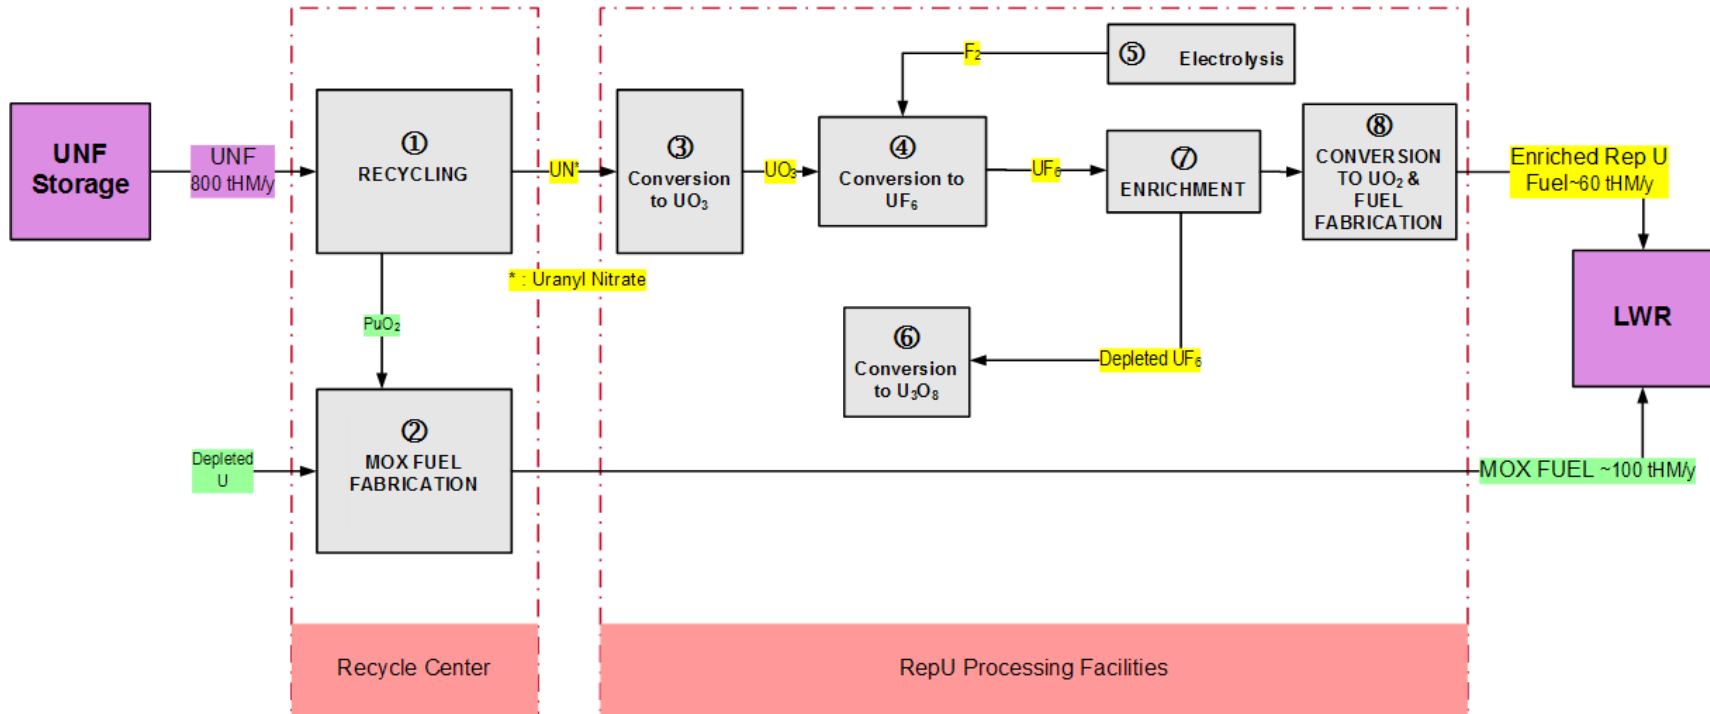 UNF
Storage
UNF
800 tHM/y
①
RECYCLING
UN*
* : Uranyl Nitrate
PuO₂
Depleted
U
②
MOX FUEL
FABRICATION
③
Conversion
to UO₃
UO₃
F₂
⑤ Electrolysis
④
Conversion to
UF₆
UF₆
⑦
ENRICHMENT
Depleted UF₆
⑥
Conversion
to U₃O₈
⑧
CONVERSION
TO UO₂ &
FUEL
FABRICATION
Enriched Rep U
Fuel~60 tHM/y
LWR
MOX FUEL ~100 tHM/y
Recycle Center
RepU Processing Facilities